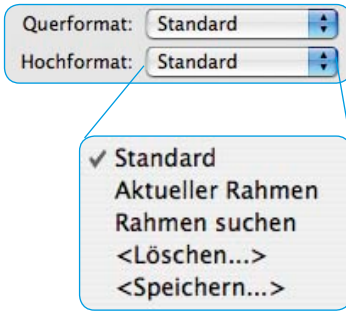 Querformat: Standard
Hochformat: Standard
✓ Standard
Aktueller Rahmen
Rahmen suchen
<Löschen...>
<Speichern...>